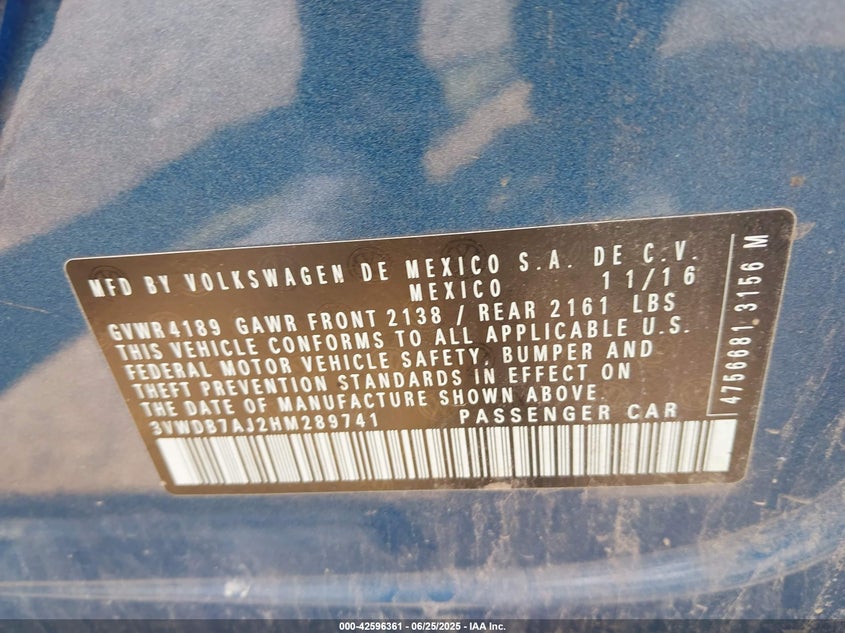 MFD BY VOLKSWAGEN DE MEXICO S.A. DE C.V.
MEXICO 11/16
GVWR 4189 GAWR FRONT 2138 / REAR 2161 LBS
THIS VEHICLE CONFORMS TO ALL APPLICABLE U.S.
FEDERAL MOTOR VEHICLE SAFETY, BUMPER AND
THEFT PREVENTION STANDARDS IN EFFECT ON
THE DATE OF MANUFACTURE SHOWN ABOVE.
3VWDB7AJ2HM289741 PASSENGER CAR
4756681 3156 M
000-42596361 - 06/25/2025 - IAA Inc.